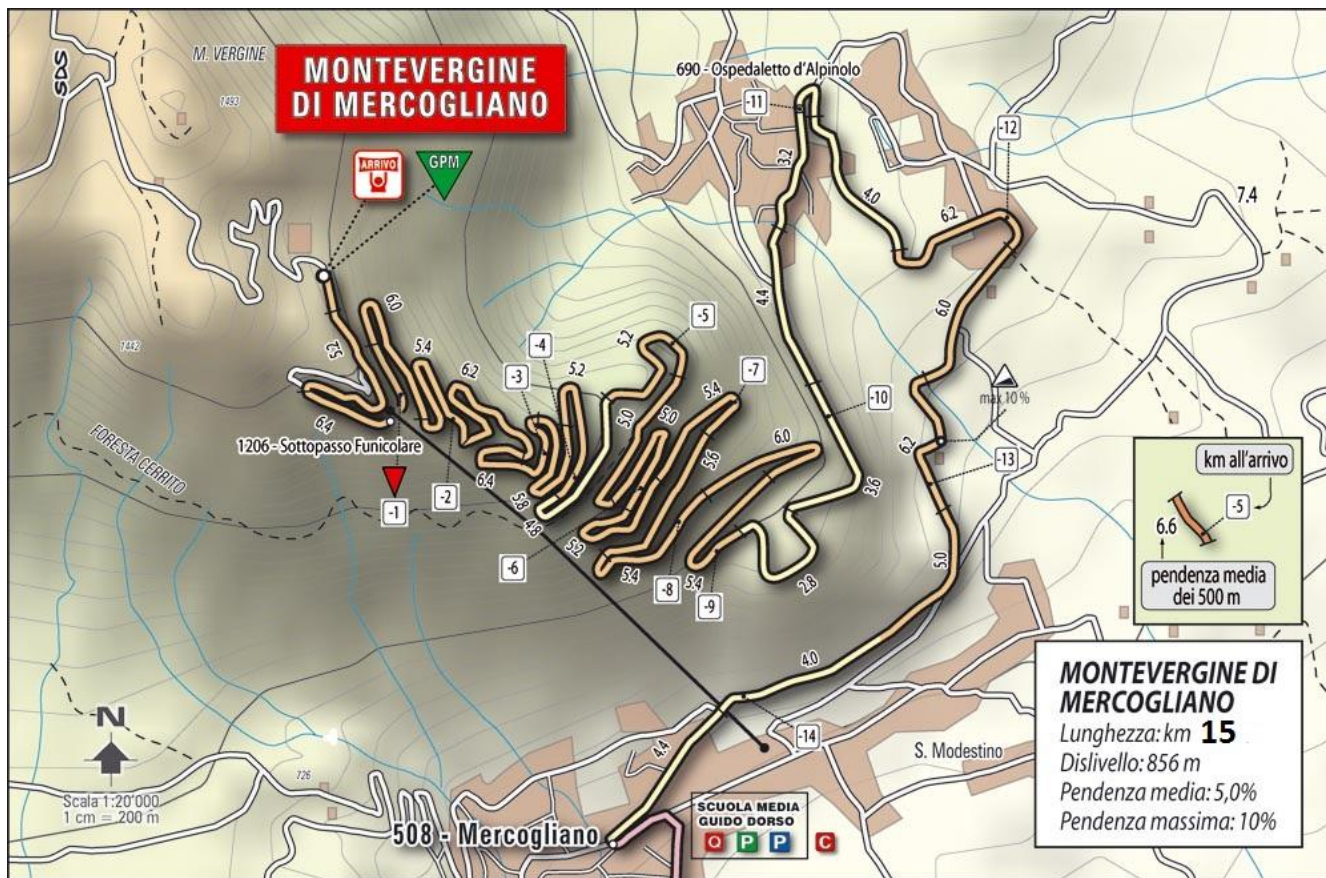 M. VERGINE
1493
SdS
MONTEVERGINE
DI MERCOGLIANO
ARRIVO
GPM
690 - Ospedaletto d'Alpinolo
-11
-12
3.2
4.0
6.2
7.4
6.0
4.4
6.0
5.2
5.4
6.2
-3
-4
5.2
5.2
-5
-7
5.4
5.0
5.0
5.6
6.0
-10
max 10 %
1442
6.4
1206 - Sottopasso Funicolare
FORESTA CERRITO
-1
-2
6.4
5.8
4.8
-6
5.2
5.4
-8
5.4
-9
2.8
3.6
6.2
-13
5.0
km all'arrivo
-5
6.6
pendenza media
dei 500 m
4.0
-14
4.4
S. Modestino
MONTEVERGINE DI
MERCOGLIANO
Lunghezza: km 15
Dislivello: 856 m
Pendenza media: 5,0%
Pendenza massima: 10%
N
Scala 1:20'000
1 cm = 200 m
726
508 - Mercogliano
SCUOLA MEDIA
GUIDO DORSO
Q P P C